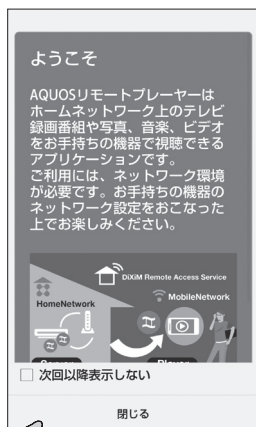 ようこそ
AQUOSリモートプレーヤーは
ホームネットワーク上のテレビ
録画番組や写真、音楽、ビデオ
をお手持ちの機器で視聴できる
アプリケーションです。
ご利用には、ネットワーク環境
が必要です。お手持ちの機器の
ネットワーク設定をおこなった
上でお楽しみください。
DiXiM Remote Access Service
HomeNetwork
MobileNetwork
Server
Player
次回以降表示しない
閉じる